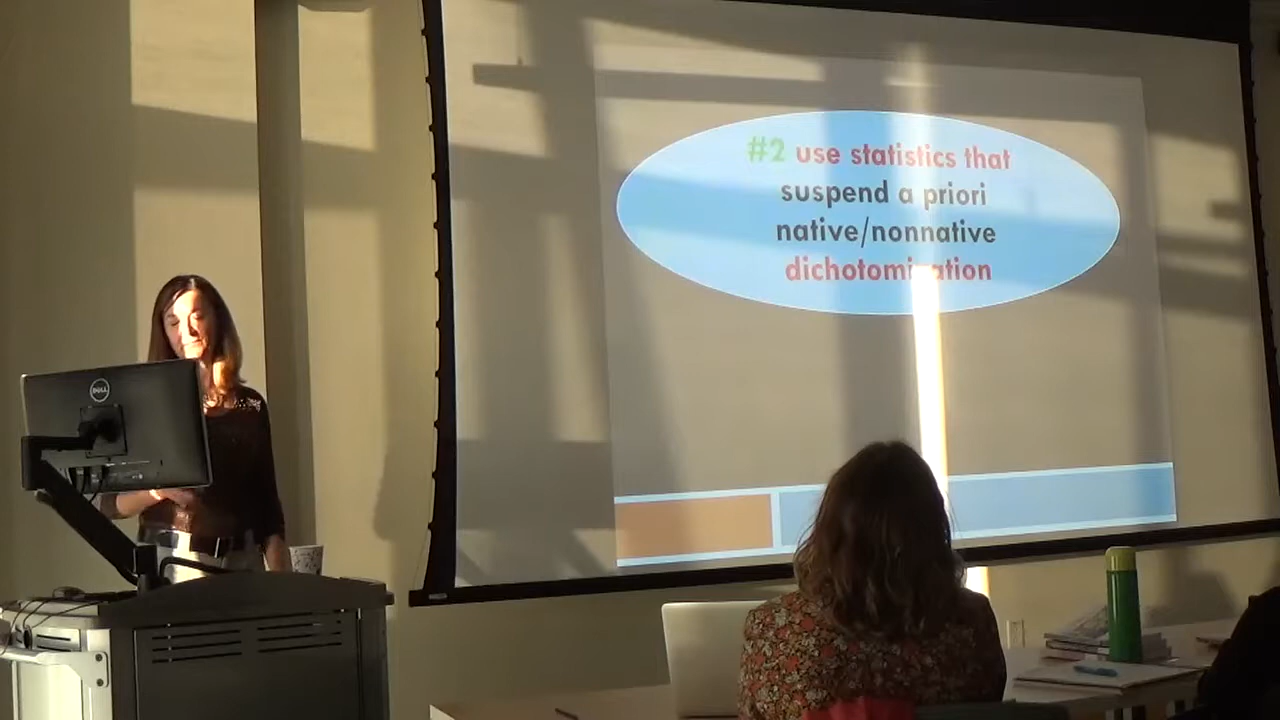 #2 use statistics that
suspend a priori
native/nonnative
dichotomization
DELL